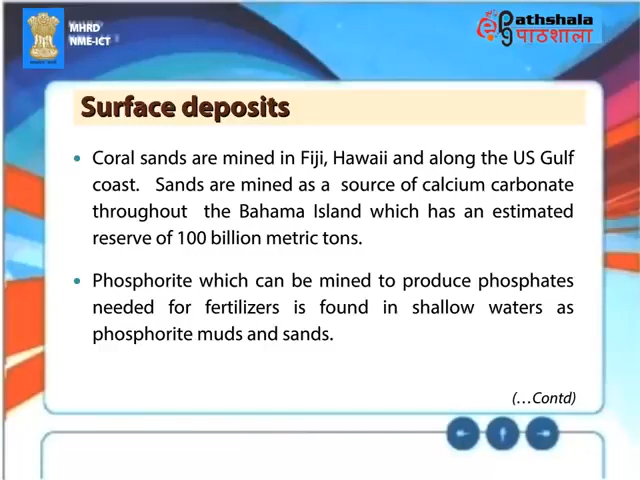 MHRD
NME-ICT
Pathshala
पाठशाला
Surface deposits
• Coral sands are mined in Fiji, Hawaii and along the US Gulf
coast. Sands are mined as a source of calcium carbonate
throughout the Bahama Island which has an estimated
reserve of 100 billion metric tons.
• Phosphorite which can be mined to produce phosphates
needed for fertilizers is found in shallow waters as
phosphorite muds and sands.
(...Contd)